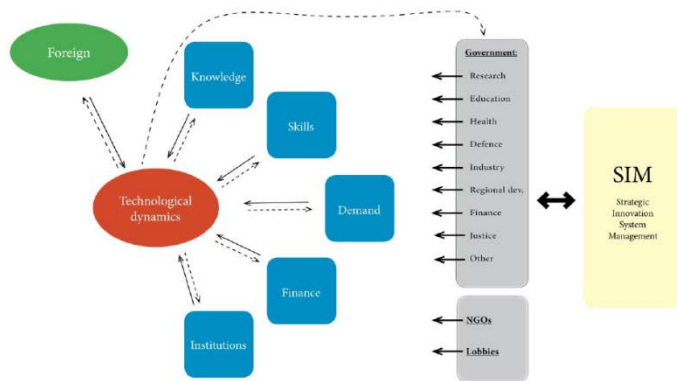 Foreign
Knowledge
Skills
Technological
dynamics
Demand
Finance
Institutions
Government:
Research
Education
Health
Defence
Industry
Regional dev.
Finance
Justice
Other
NGOs
Lobbies
SIM
Strategic
Innovation
System
Management